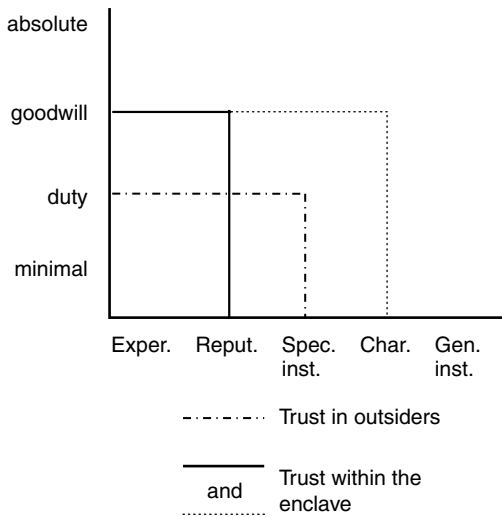 absolute
goodwill
duty
minimal
Exper. Reput. Spec. Char. Gen.
inst. inst.
Trust in outsiders
Trust within the
and
enclave